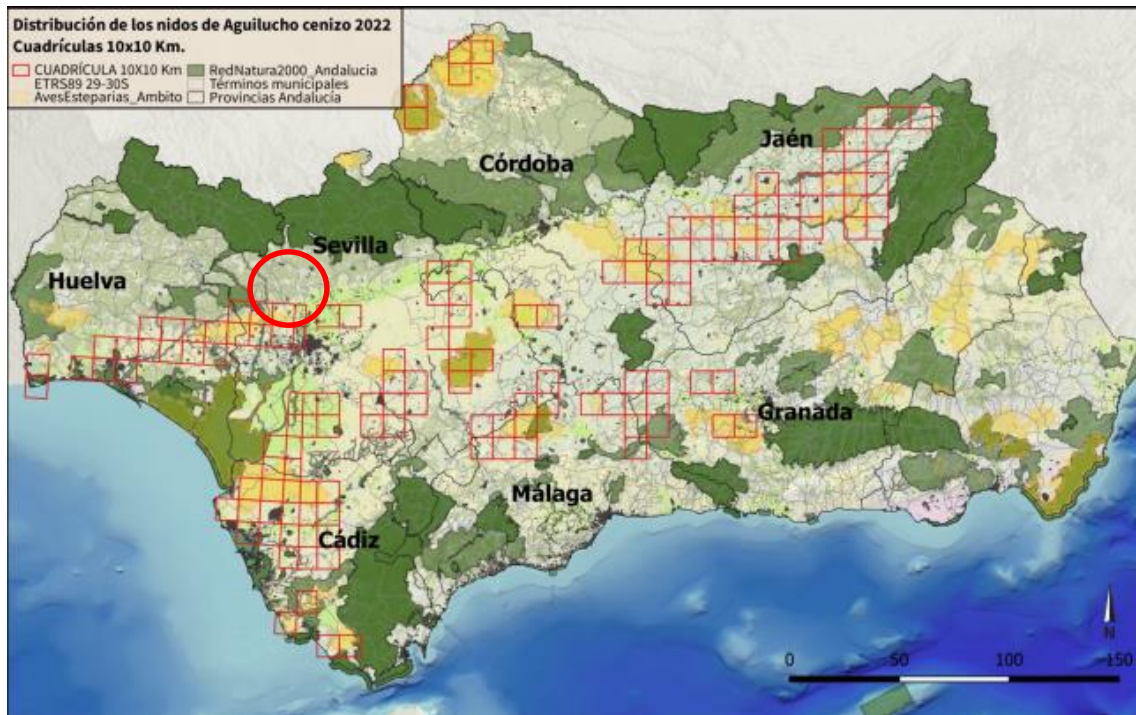 Distribución de los nidos de Aguilucho cenizo 2022
Cuadrículas 10x10 Km.
CUADRÍCULA 10X10 Km
ETRS89 29-30S
AvesEsteparias_Ambito
RedNatura2000_Andalucia
Términos municipales
Provincias Andalucía
Jaén
Córdoba
Sevilla
Huelva
Granada
Málaga
Cádiz
N
0 50 100 150